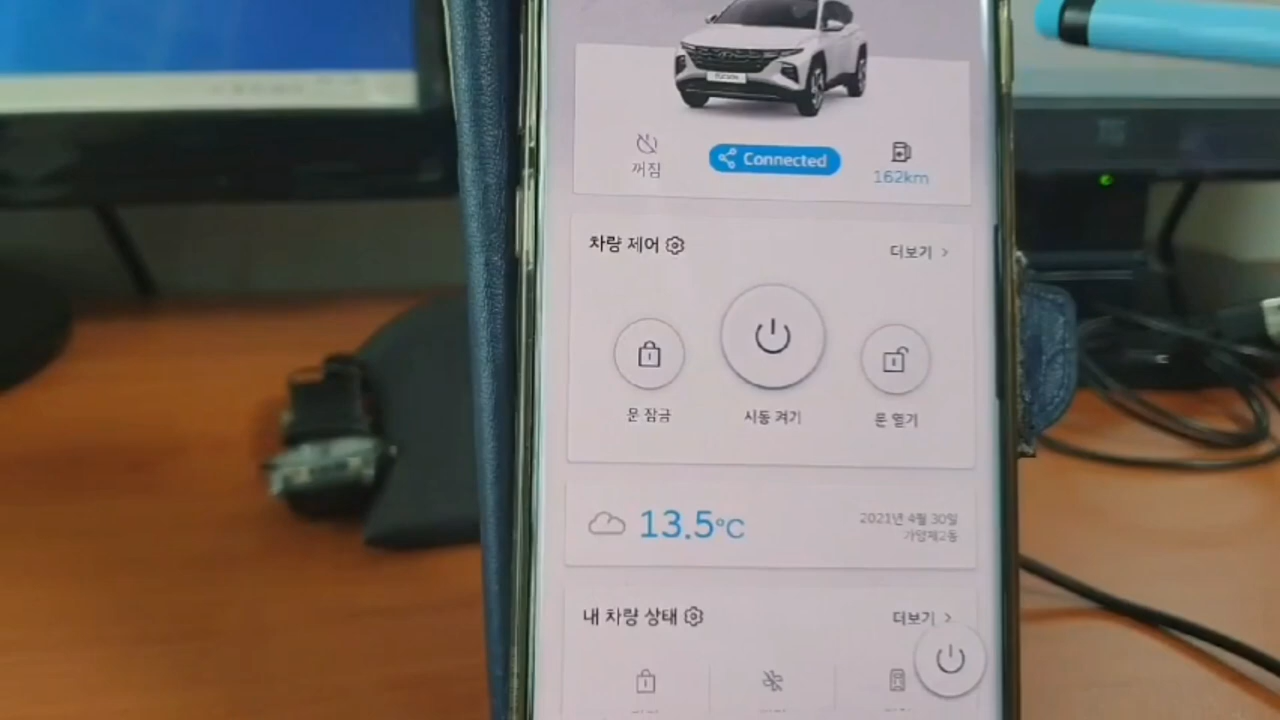 꺼짐
Connected
162km
차량 제어
더보기 >
문 잠금
시동 켜기
문 열기
13.5°C
2021년 4월 30일
가양제2동
내 차량 상태
더보기 >